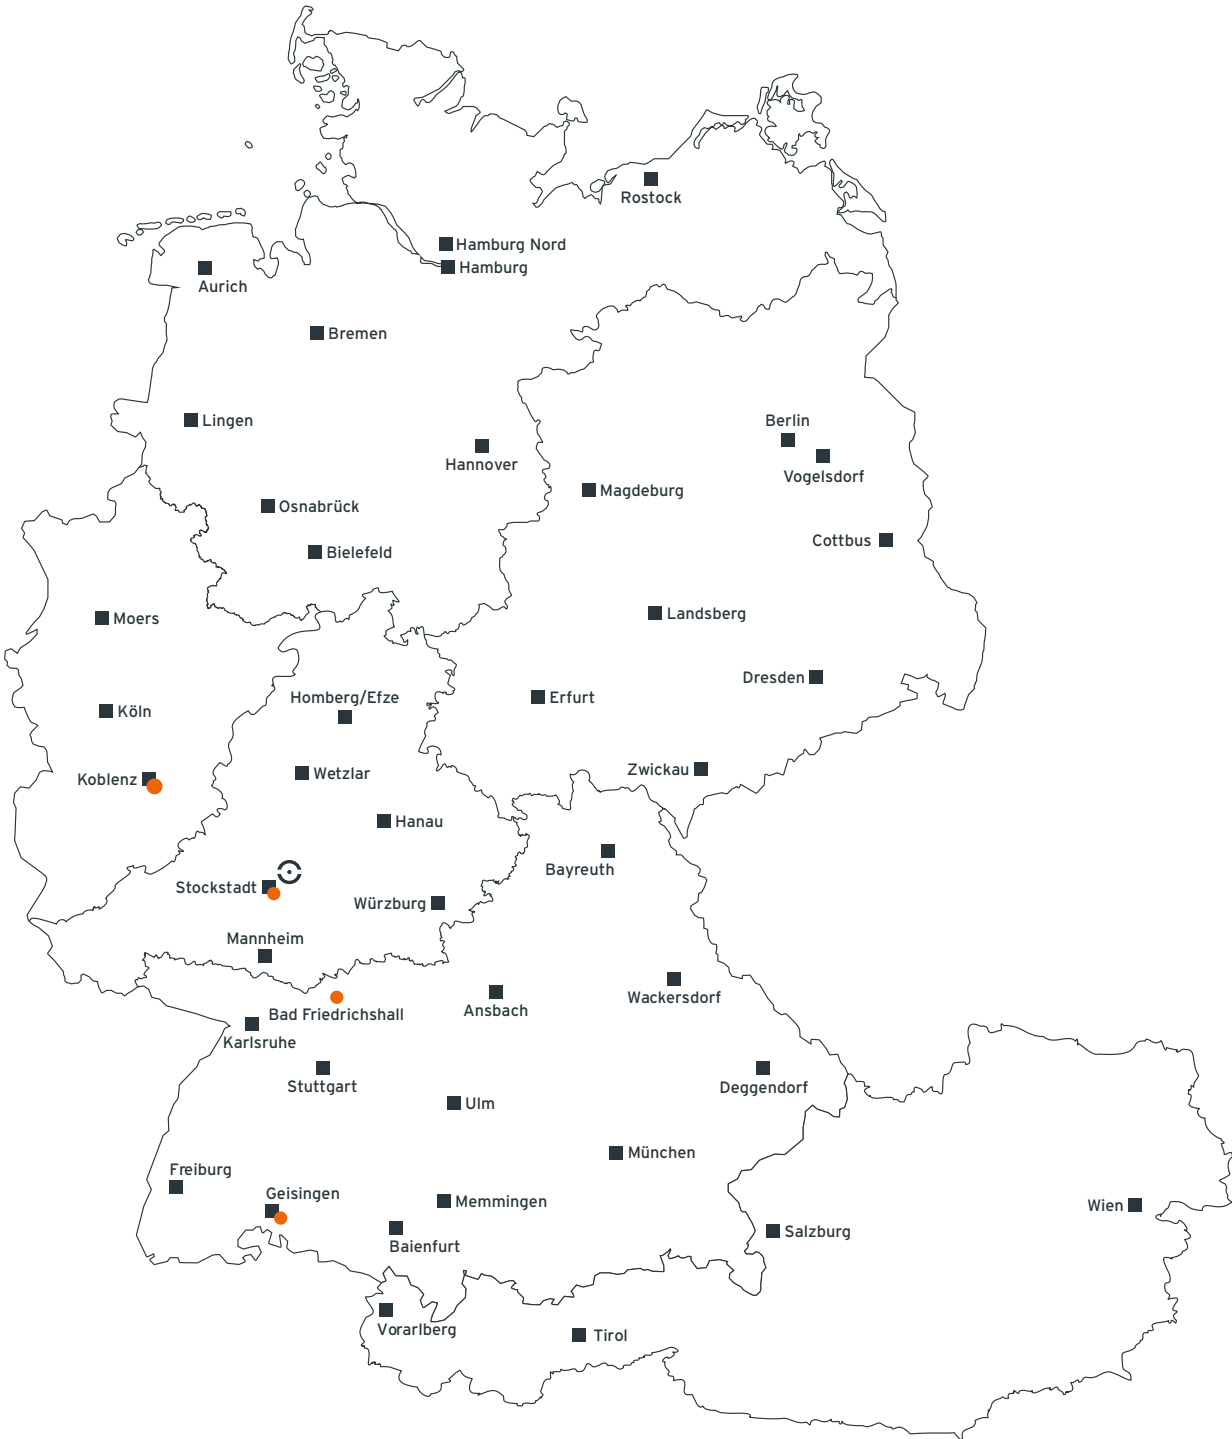 Rostock
Hamburg Nord
Hamburg
Aurich
Bremen
Lingen
Berlin
Hannover
Vogelsdorf
Magdeburg
Osnabrück
Cottbus
Bielefeld
Moers
Landsberg
Dresden
Homberg/Efze
Erfurt
Köln
Zwickau
Wetzlar
Koblenz
Hanau
Bayreuth
Stockstadt
Würzburg
Mannheim
Wackersdorf
Ansbach
Bad Friedrichshall
Karlsruhe
Stuttgart
Deggendorf
Ulm
München
Freiburg
Geisingen
Memmingen
Wien
Salzburg
Baienfurt
Vorarlberg
Tirol